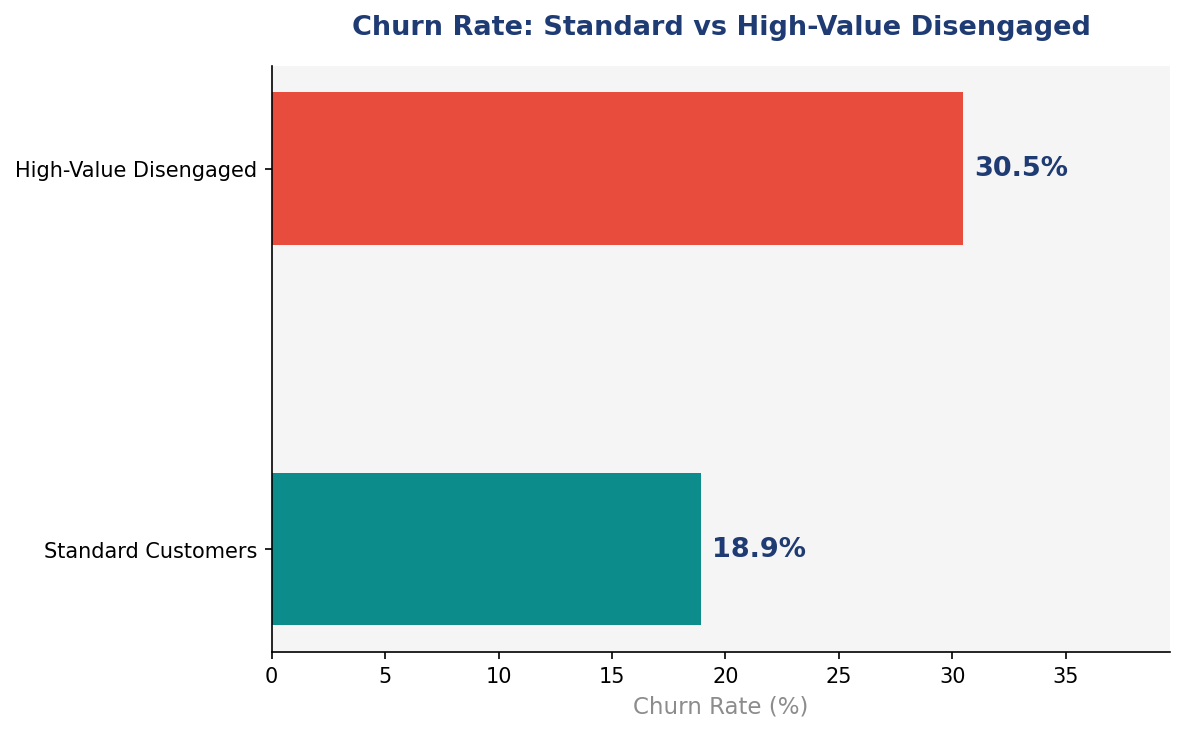 Churn Rate: Standard vs High-Value Disengaged
High-Value Disengaged
30.5%
Standard Customers
18.9%
0 5 10 15 20 25 30 35
Churn Rate (%)